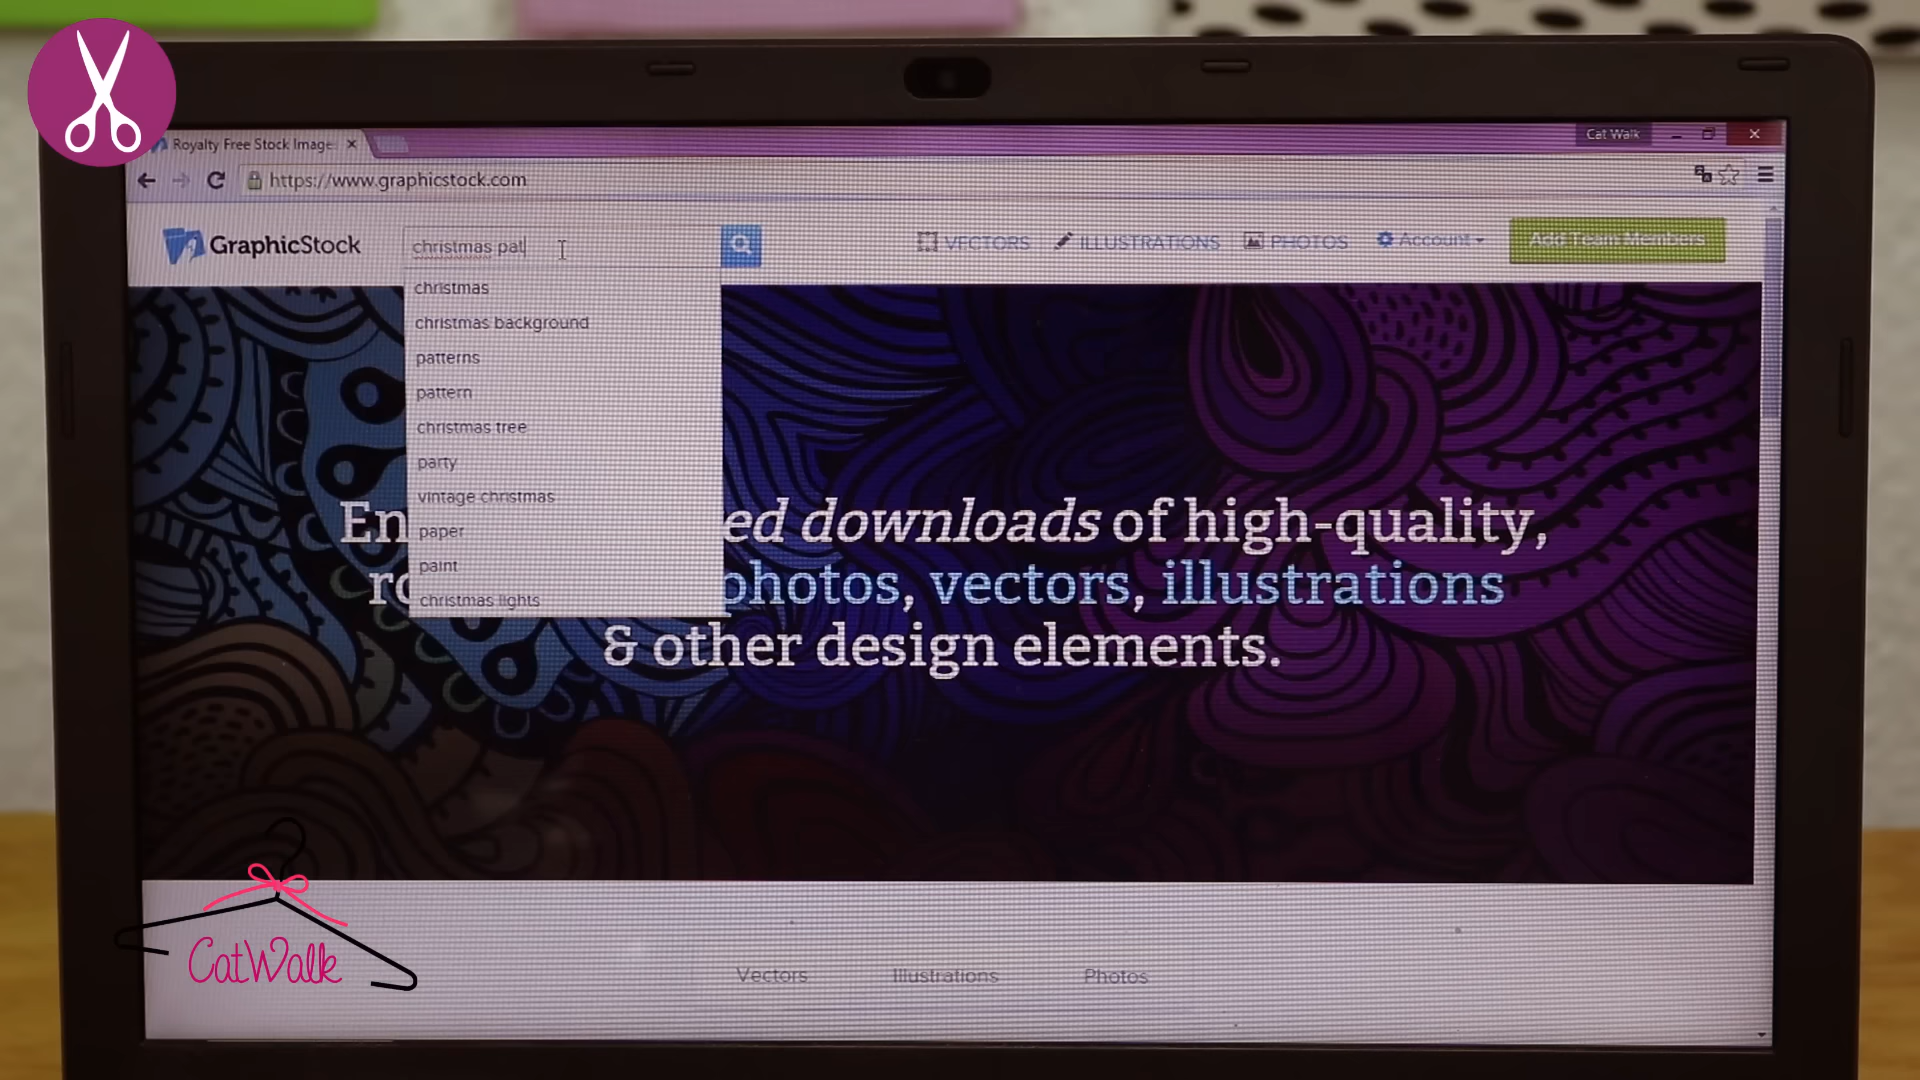 Royalty Free Stock Image
Cat Walk
https://www.graphicstock.com
GraphicStock
christmas pat
VECTORS
ILLUSTRATIONS
PHOTOS
Account
Add Team Members
christmas
christmas background
patterns
pattern
christmas tree
party
vintage christmas
paper
paint
christmas lights
En ed downloads of high-quality,
photos, vectors, illustrations
& other design elements.
CatWalk
Vectors
Illustrations
Photos